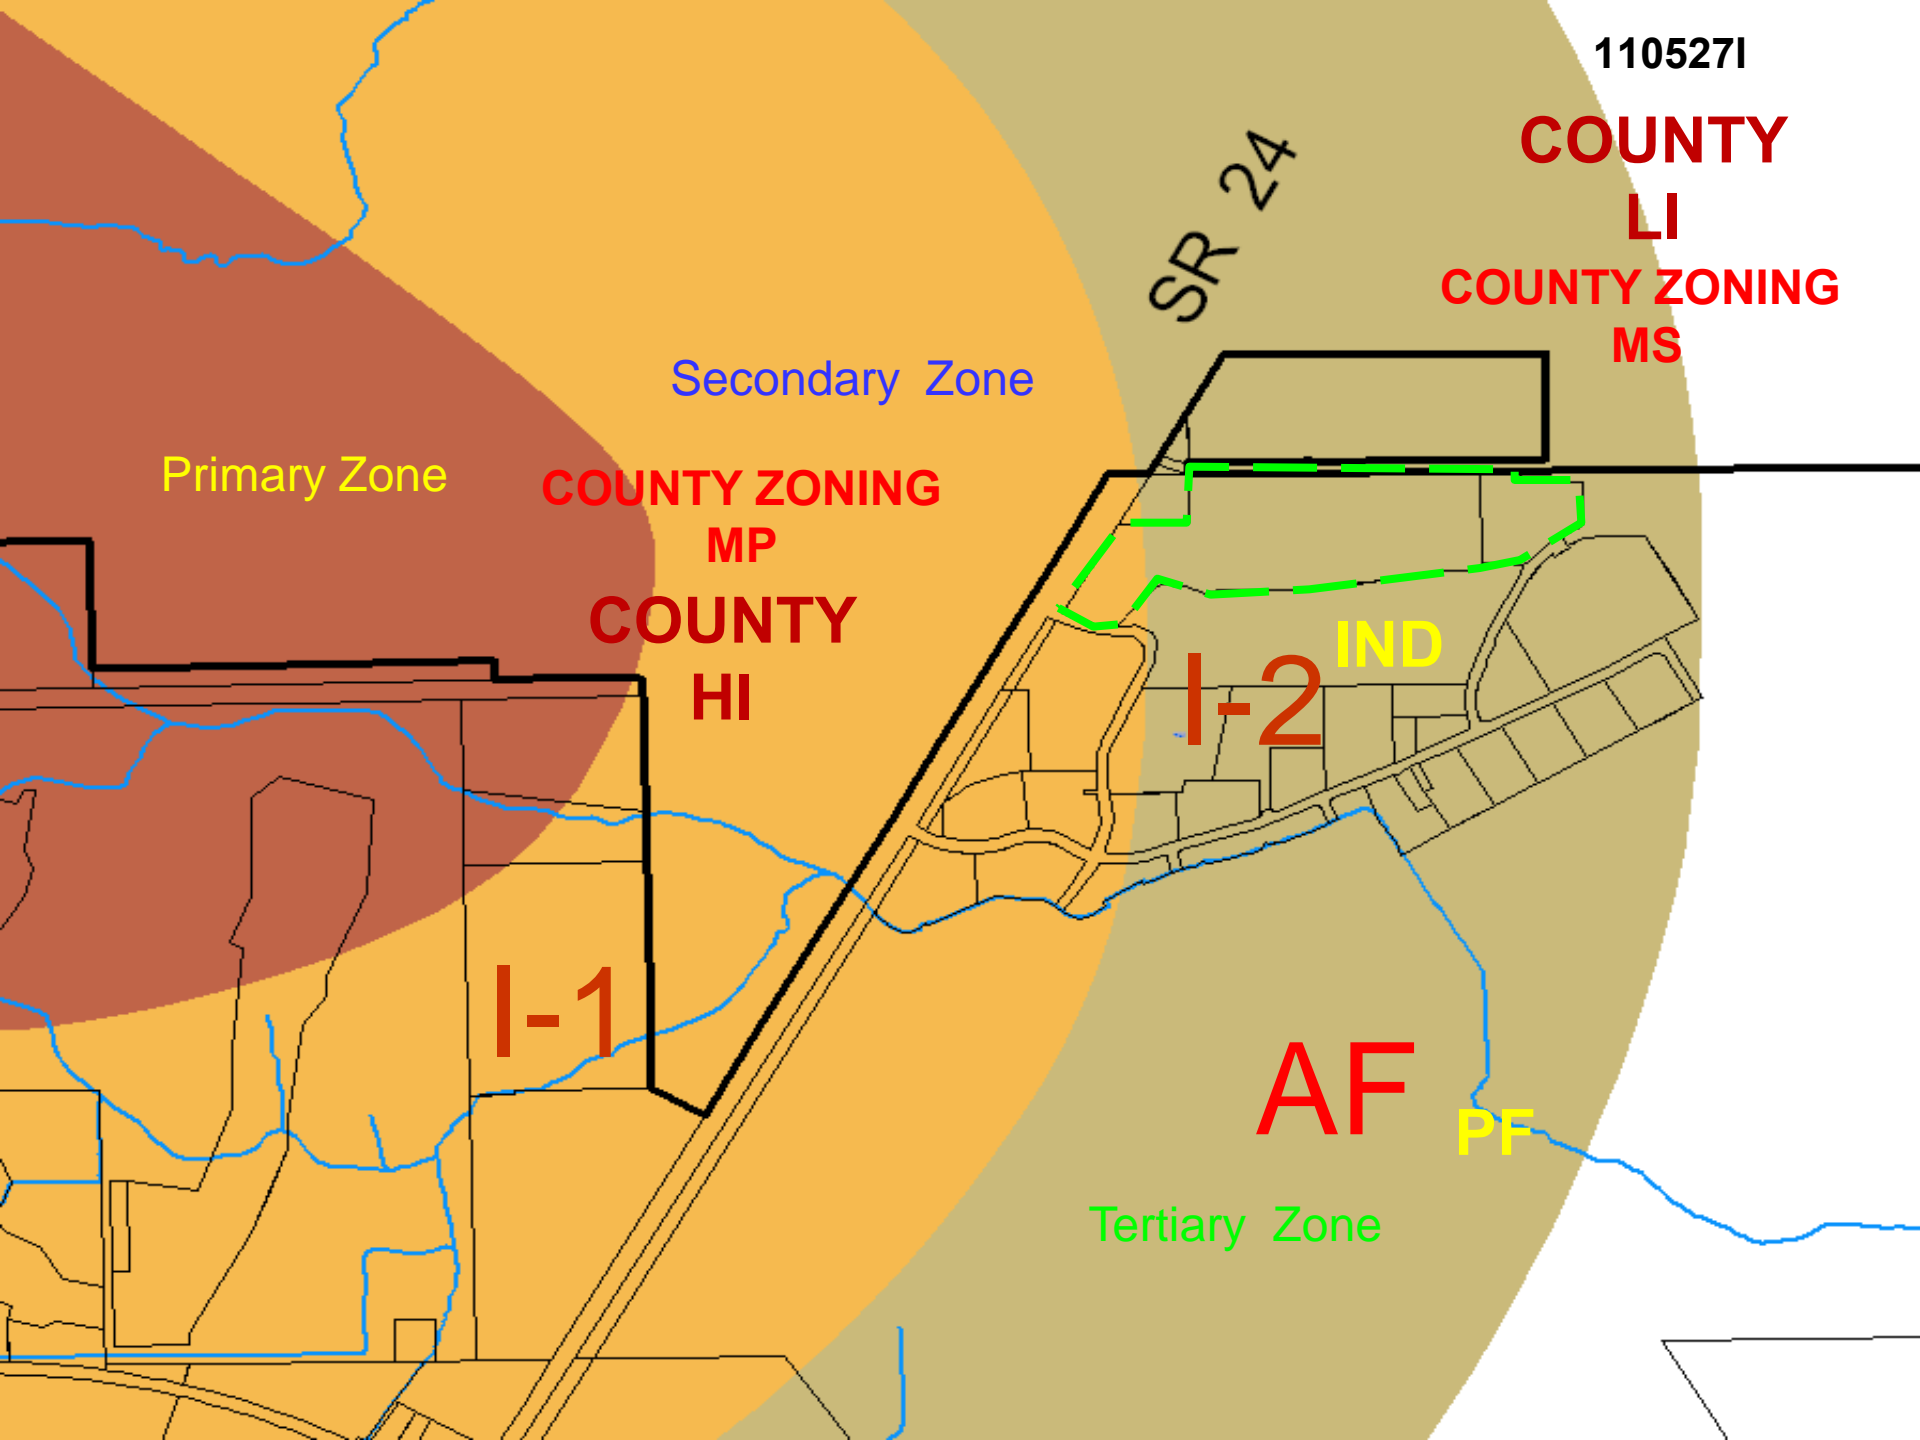 110527I
COUNTY
LI
COUNTY ZONING
MS
SR 24
Secondary Zone
Primary Zone
COUNTY ZONING
MP
COUNTY
HI
IND
I-2
I-1
AF
PF
Tertiary Zone